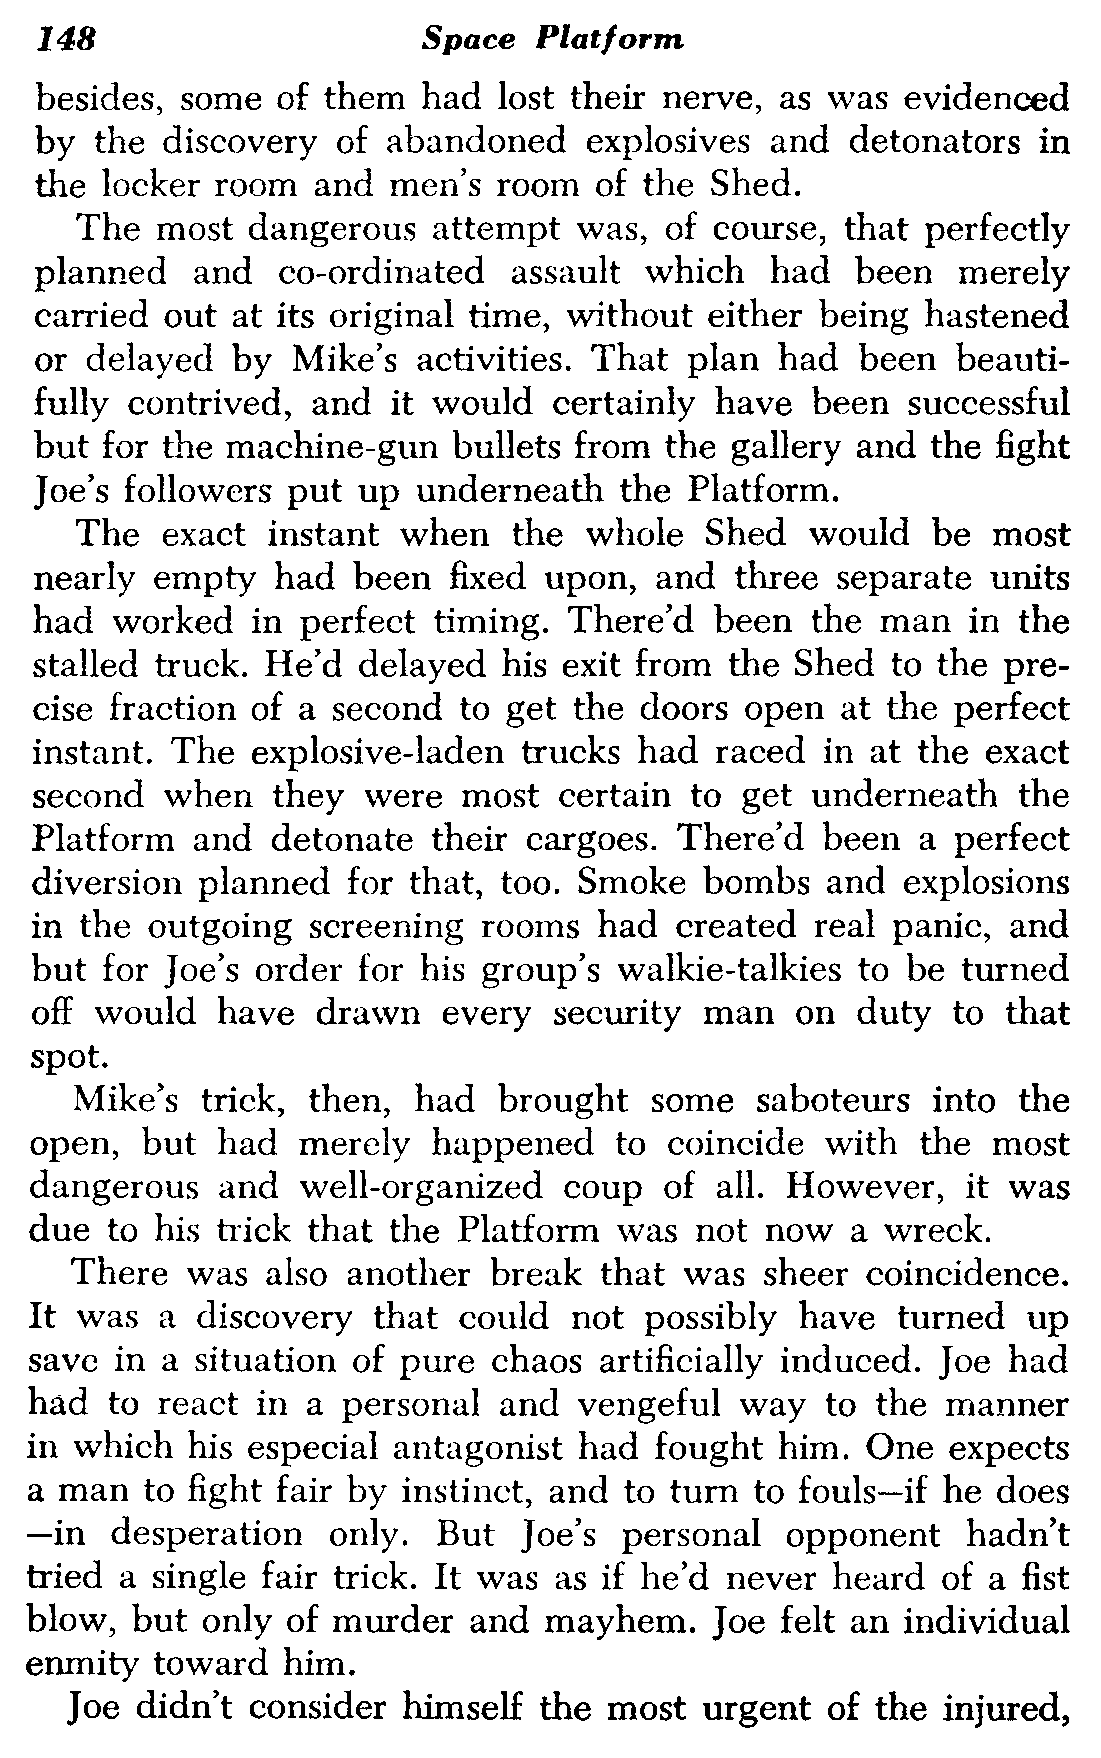 148 Space Platform
besides, some of them had lost their nerve, as was evidenced
by the discovery of abandoned explosives and detonators in
the locker room and men's room of the Shed.
The most dangerous attempt was, of course, that perfectly
planned and co-ordinated assault which had been merely
carried out at its original time, without either being hastened
or delayed by Mike's activities. That plan had been beauti-
fully contrived, and it would certainly have been successful
but for the machine-gun bullets from the gallery and the fight
Joe's followers put up underneath the Platform.
The exact instant when the whole Shed would be most
nearly empty had been fixed upon, and three separate units
had worked in perfect timing. There'd been the man in the
stalled truck. He'd delayed his exit from the Shed to the pre-
cise fraction of a second to get the doors open at the perfect
instant. The explosive-laden trucks had raced in at the exact
second when they were most certain to get underneath the
Platform and detonate their cargoes. There'd been a perfect
diversion planned for that, too. Smoke bombs and explosions
in the outgoing screening rooms had created real panic, and
but for Joe's order for his group's walkie-talkies to be turned
off would have drawn every security man on duty to that
spot.
Mike's trick, then, had brought some saboteurs into the
open, but had merely happened to coincide with the most
dangerous and well-organized coup of all. However, it was
due to his trick that the Platform was not now a wreck.
There was also another break that was sheer coincidence.
It was a discovery that could not possibly have turned up
save in a situation of pure chaos artificially induced. Joe had
had to react in a personal and vengeful way to the manner
in which his especial antagonist had fought him. One expects
a man to fight fair by instinct, and to turn to fouls—if he does
—in desperation only. But Joe's personal opponent hadn't
tried a single fair trick. It was as if he'd never heard of a fist
blow, but only of murder and mayhem. Joe felt an individual
enmity toward him.
Joe didn't consider himself the most urgent of the injured,